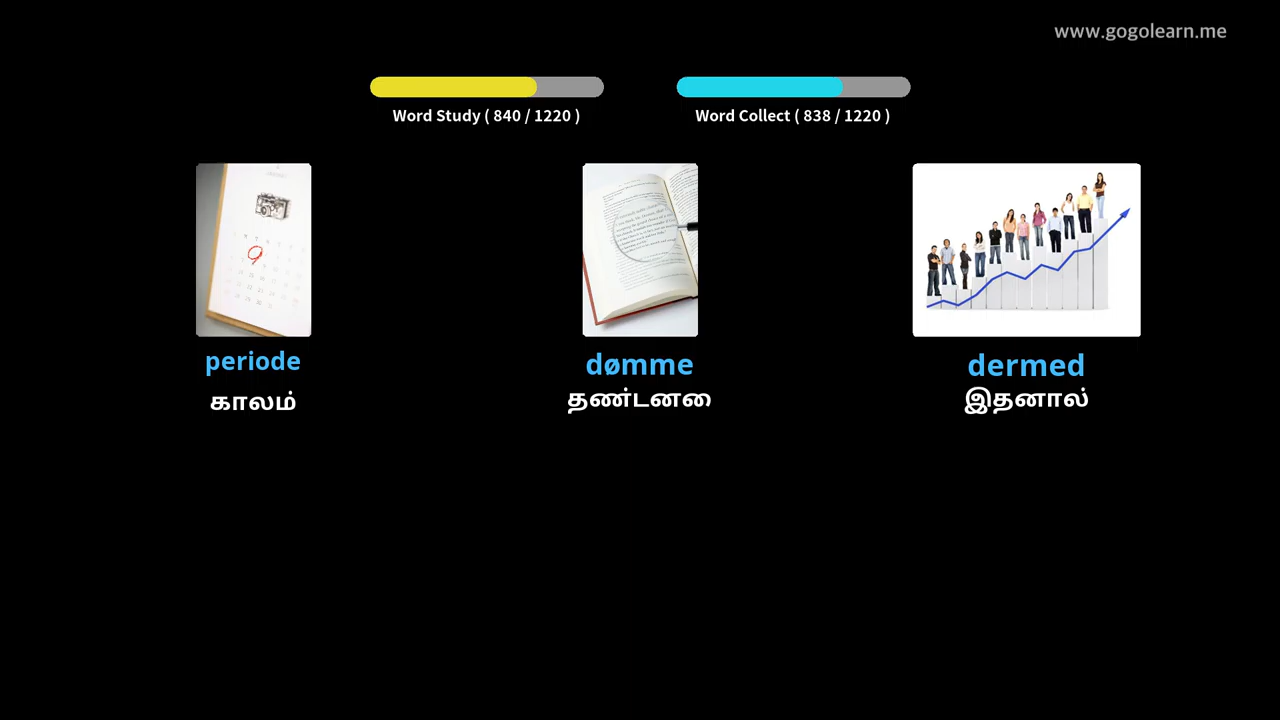 www.gogolearn.me
Word Study ( 840 / 1220 )
Word Collect ( 838 / 1220 )
periode
dømme
dermed
காலம்
தண்டனை
இதனால்